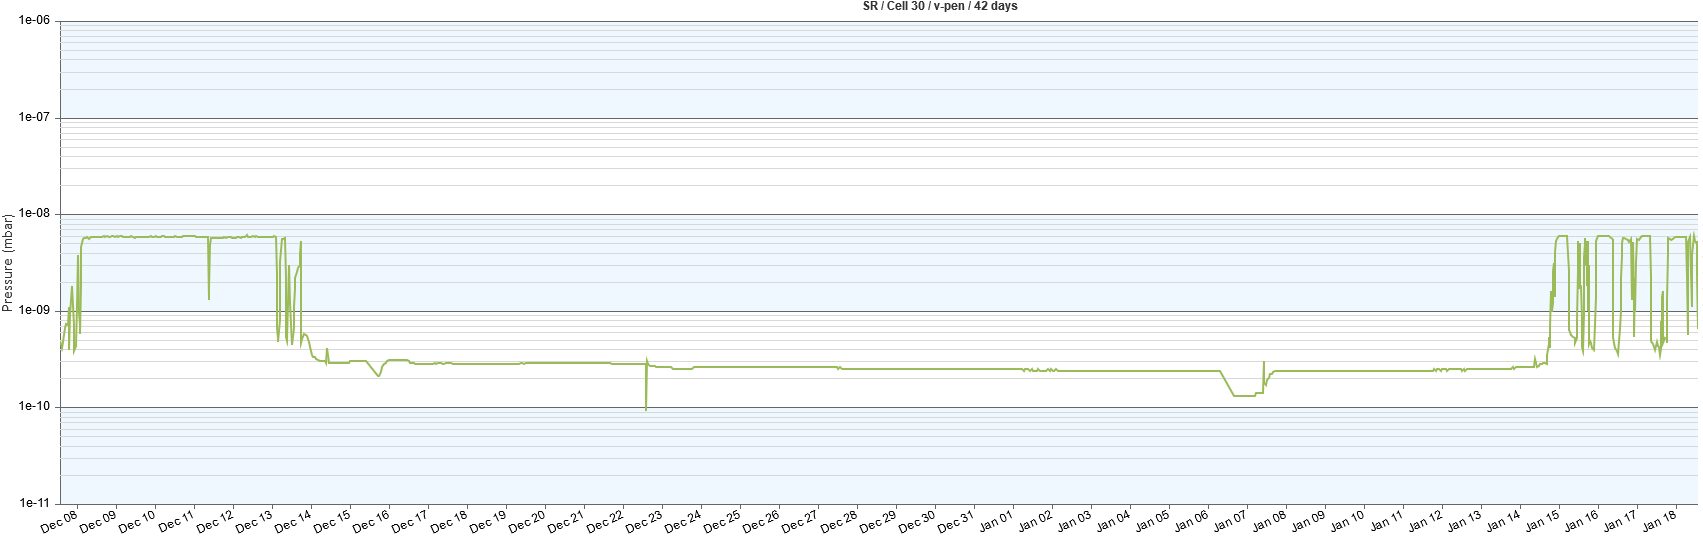 SR / Cell 30 / v-pen / 42 days
Pressure (mbar)
1e-06
1e-07
1e-08
1e-09
1e-10
1e-11
Dec 08 Dec 09 Dec 10 Dec 11 Dec 12 Dec 13 Dec 14 Dec 15 Dec 16 Dec 17 Dec 18 Dec 19 Dec 20 Dec 21 Dec 22 Dec 23 Dec 24 Dec 25 Dec 26 Dec 27 Dec 28 Dec 29 Dec 30 Dec 31 Jan 01 Jan 02 Jan 03 Jan 04 Jan 05 Jan 06 Jan 07 Jan 08 Jan 09 Jan 10 Jan 11 Jan 12 Jan 13 Jan 14 Jan 15 Jan 16 Jan 17 Jan 18